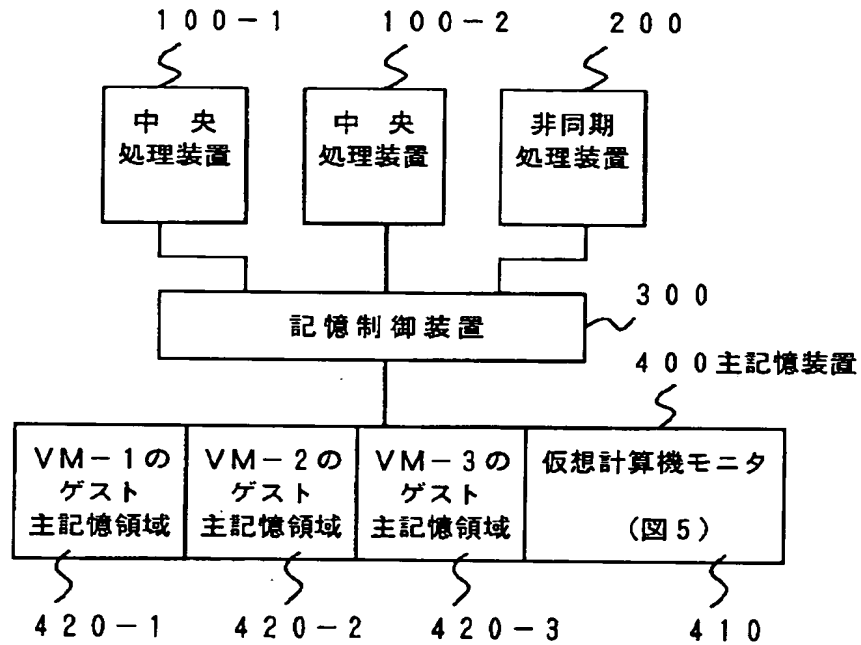 100-1
100-2
200
中央
処理装置
中央
処理装置
非同期
処理装置
記憶制御装置
300
400主記憶装置
VM-1の
ゲスト
主記憶領域
VM-2の
ゲスト
主記憶領域
VM-3の
ゲスト
主記憶領域
仮想計算機モニタ
(図5)
420-1
420-2
420-3
410